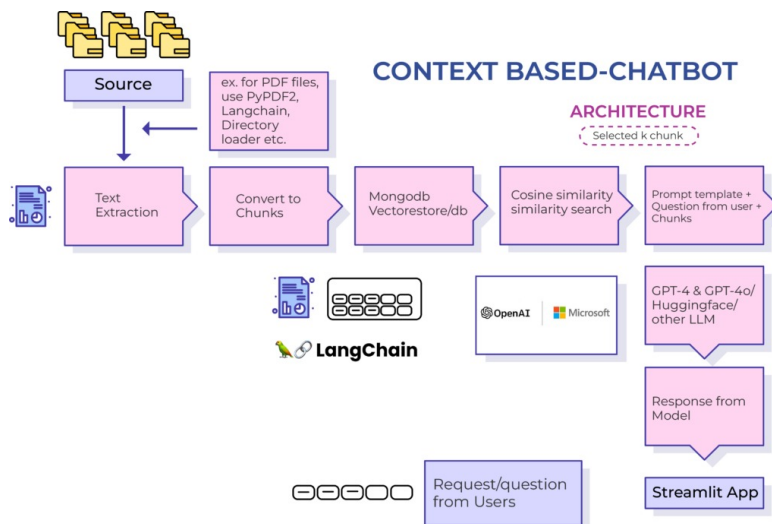 CONTEXT BASED-CHATBOT
ARCHITECTURE
Selected k chunk
Source
ex. for PDF files,
use PyPDF2,
Langchain,
Directory
loader etc.
Text
Extraction
Convert to
Chunks
Mongodb
Vectorestore/db
Cosine similarity
similarity search
Prompt template +
Question from user +
Chunks
LangChain
OpenAI
Microsoft
GPT-4 & GPT-4o/
Huggingface/
other LLM
Response from
Model
Request/question
from Users
Streamlit App